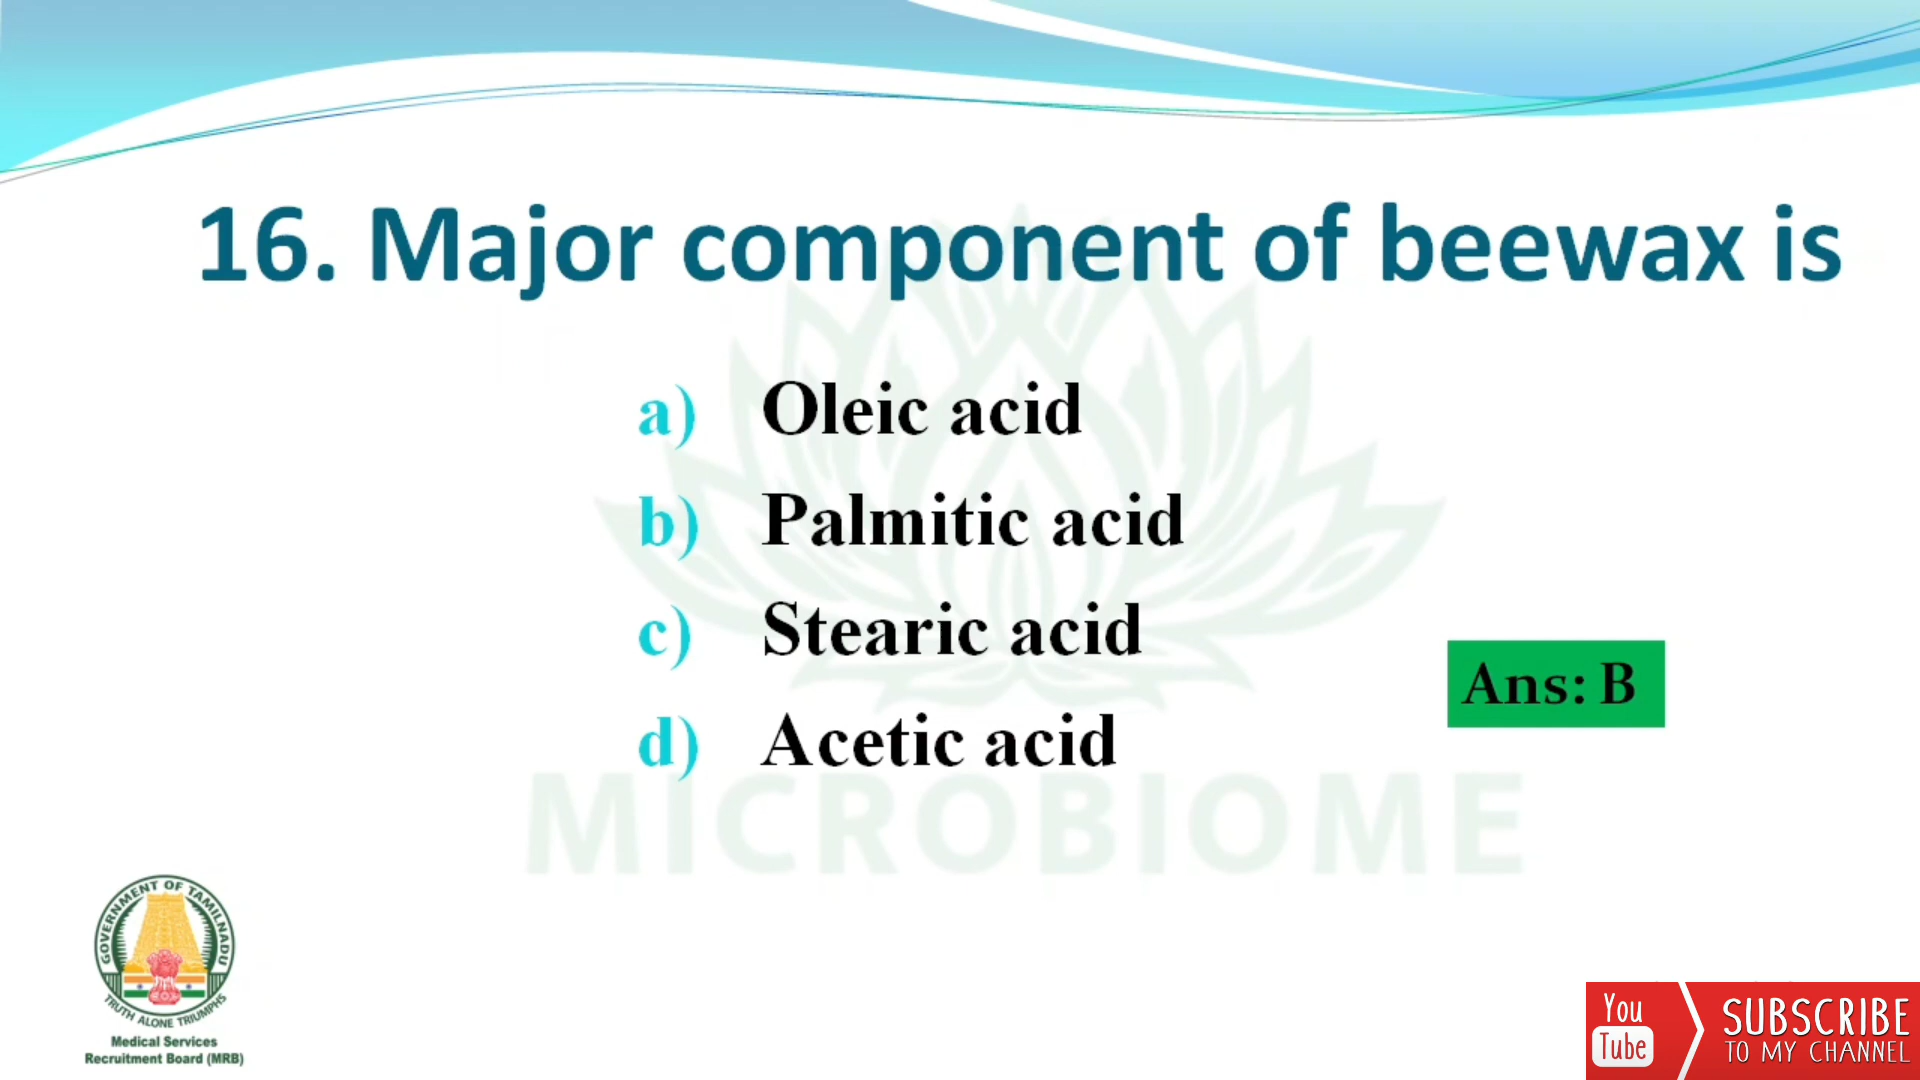 16. Major component of beewax is
a) Oleic acid
b) Palmitic acid
c) Stearic acid
d) Acetic acid
Ans: B
MICROBIOME
GOVERNMENT OF TAMILNADU
TRUTH ALONE TRIUMPHS
Medical Services
Recruitment Board (MRB)
You
Tube
SUBSCRIBE
TO MY CHANNEL